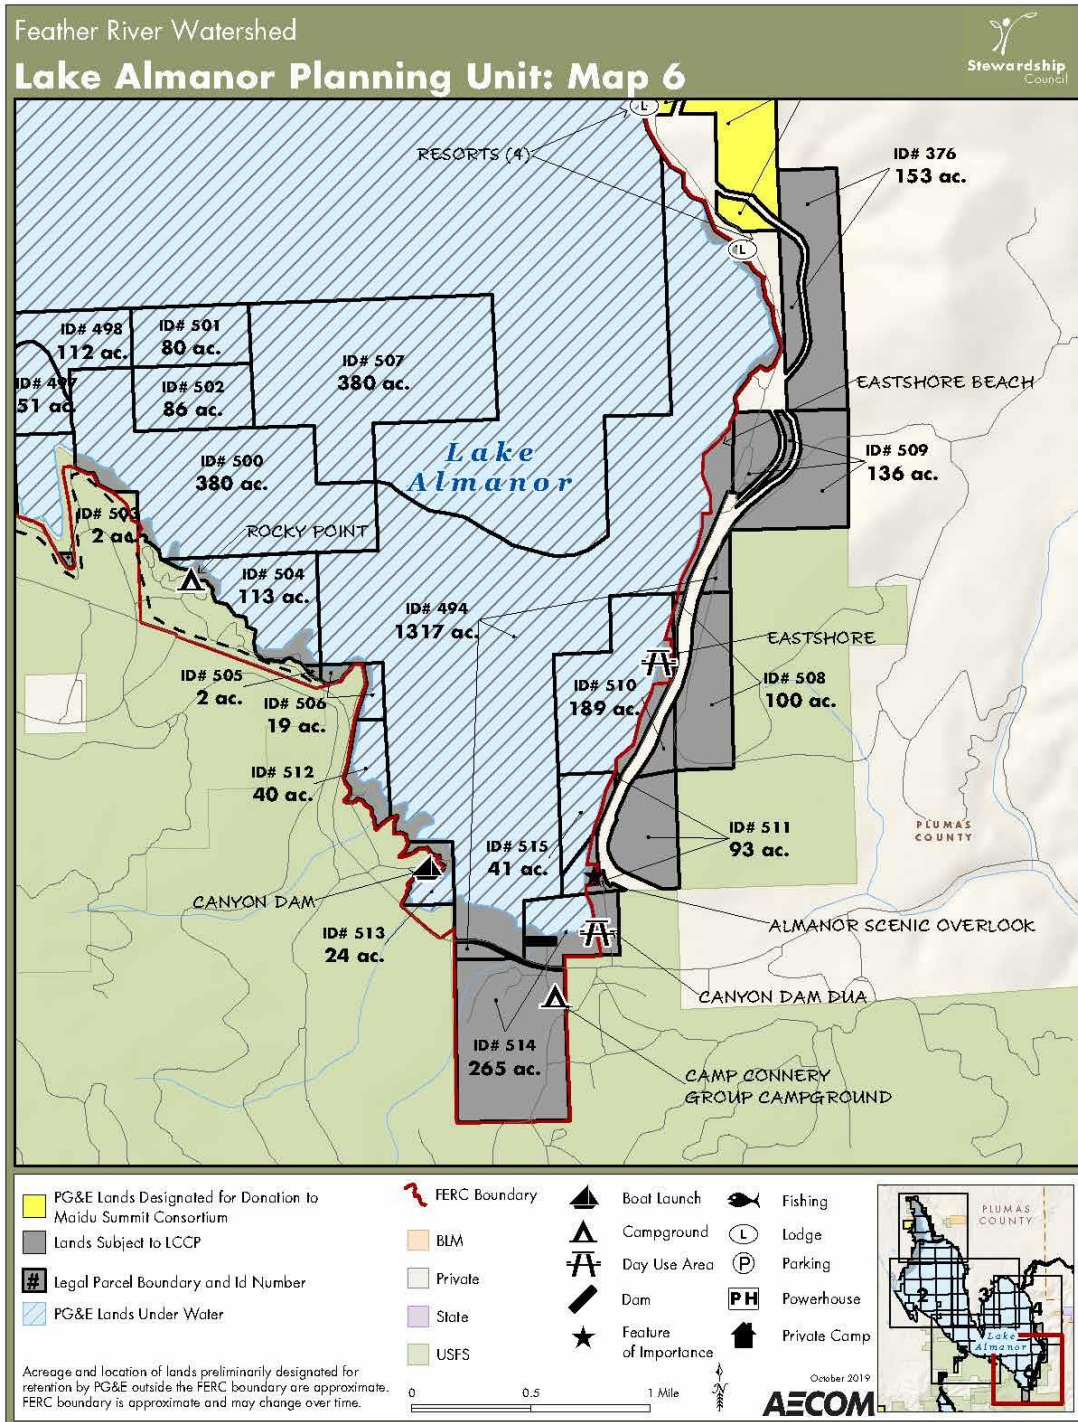 Feather River Watershed
Lake Almanor Planning Unit: Map 6
Stewardship
Council
L
RESORTS (4)
ID# 376
153 ac.
L
ID# 498
112 ac.
ID# 501
80 ac.
ID# 507
380 ac.
ID# 497
51 ac.
ID# 502
86 ac.
EASTSHORE BEACH
Lake
Almanor
ID# 500
380 ac.
ID# 509
136 ac.
ID# 503
2 ac.
ROCKY POINT
ID# 504
113 ac.
ID# 494
1317 ac.
EASTSHORE
ID# 505
2 ac.
ID# 506
19 ac.
ID# 510
189 ac.
ID# 508
100 ac.
ID# 512
40 ac.
ID# 511
93 ac.
PLUMAS
COUNTY
ID# 515
41 ac.
CANYON DAM
ALMANOR SCENIC OVERLOOK
ID# 513
24 ac.
CANYON DAM DUA
ID# 514
265 ac.
CAMP CONNERY
GROUP CAMPGROUND
PG&E Lands Designated for Donation to
Maidu Summit Consortium
Lands Subject to LCCP
# Legal Parcel Boundary and Id Number
PG&E Lands Under Water
Acreage and location of lands preliminarily designated for
retention by PG&E outside the FERC boundary are approximate.
FERC boundary is approximate and may change over time.
FERC Boundary
BLM
Private
State
USFS
Boat Launch
Campground
Day Use Area
Dam
Feature
of Importance
Fishing
L Lodge
P Parking
PH Powerhouse
Private Camp
0 0.5 1 Mile
N
October 2019
AECOM
PLUMAS
COUNTY
2
3
4
Lake
Almanor